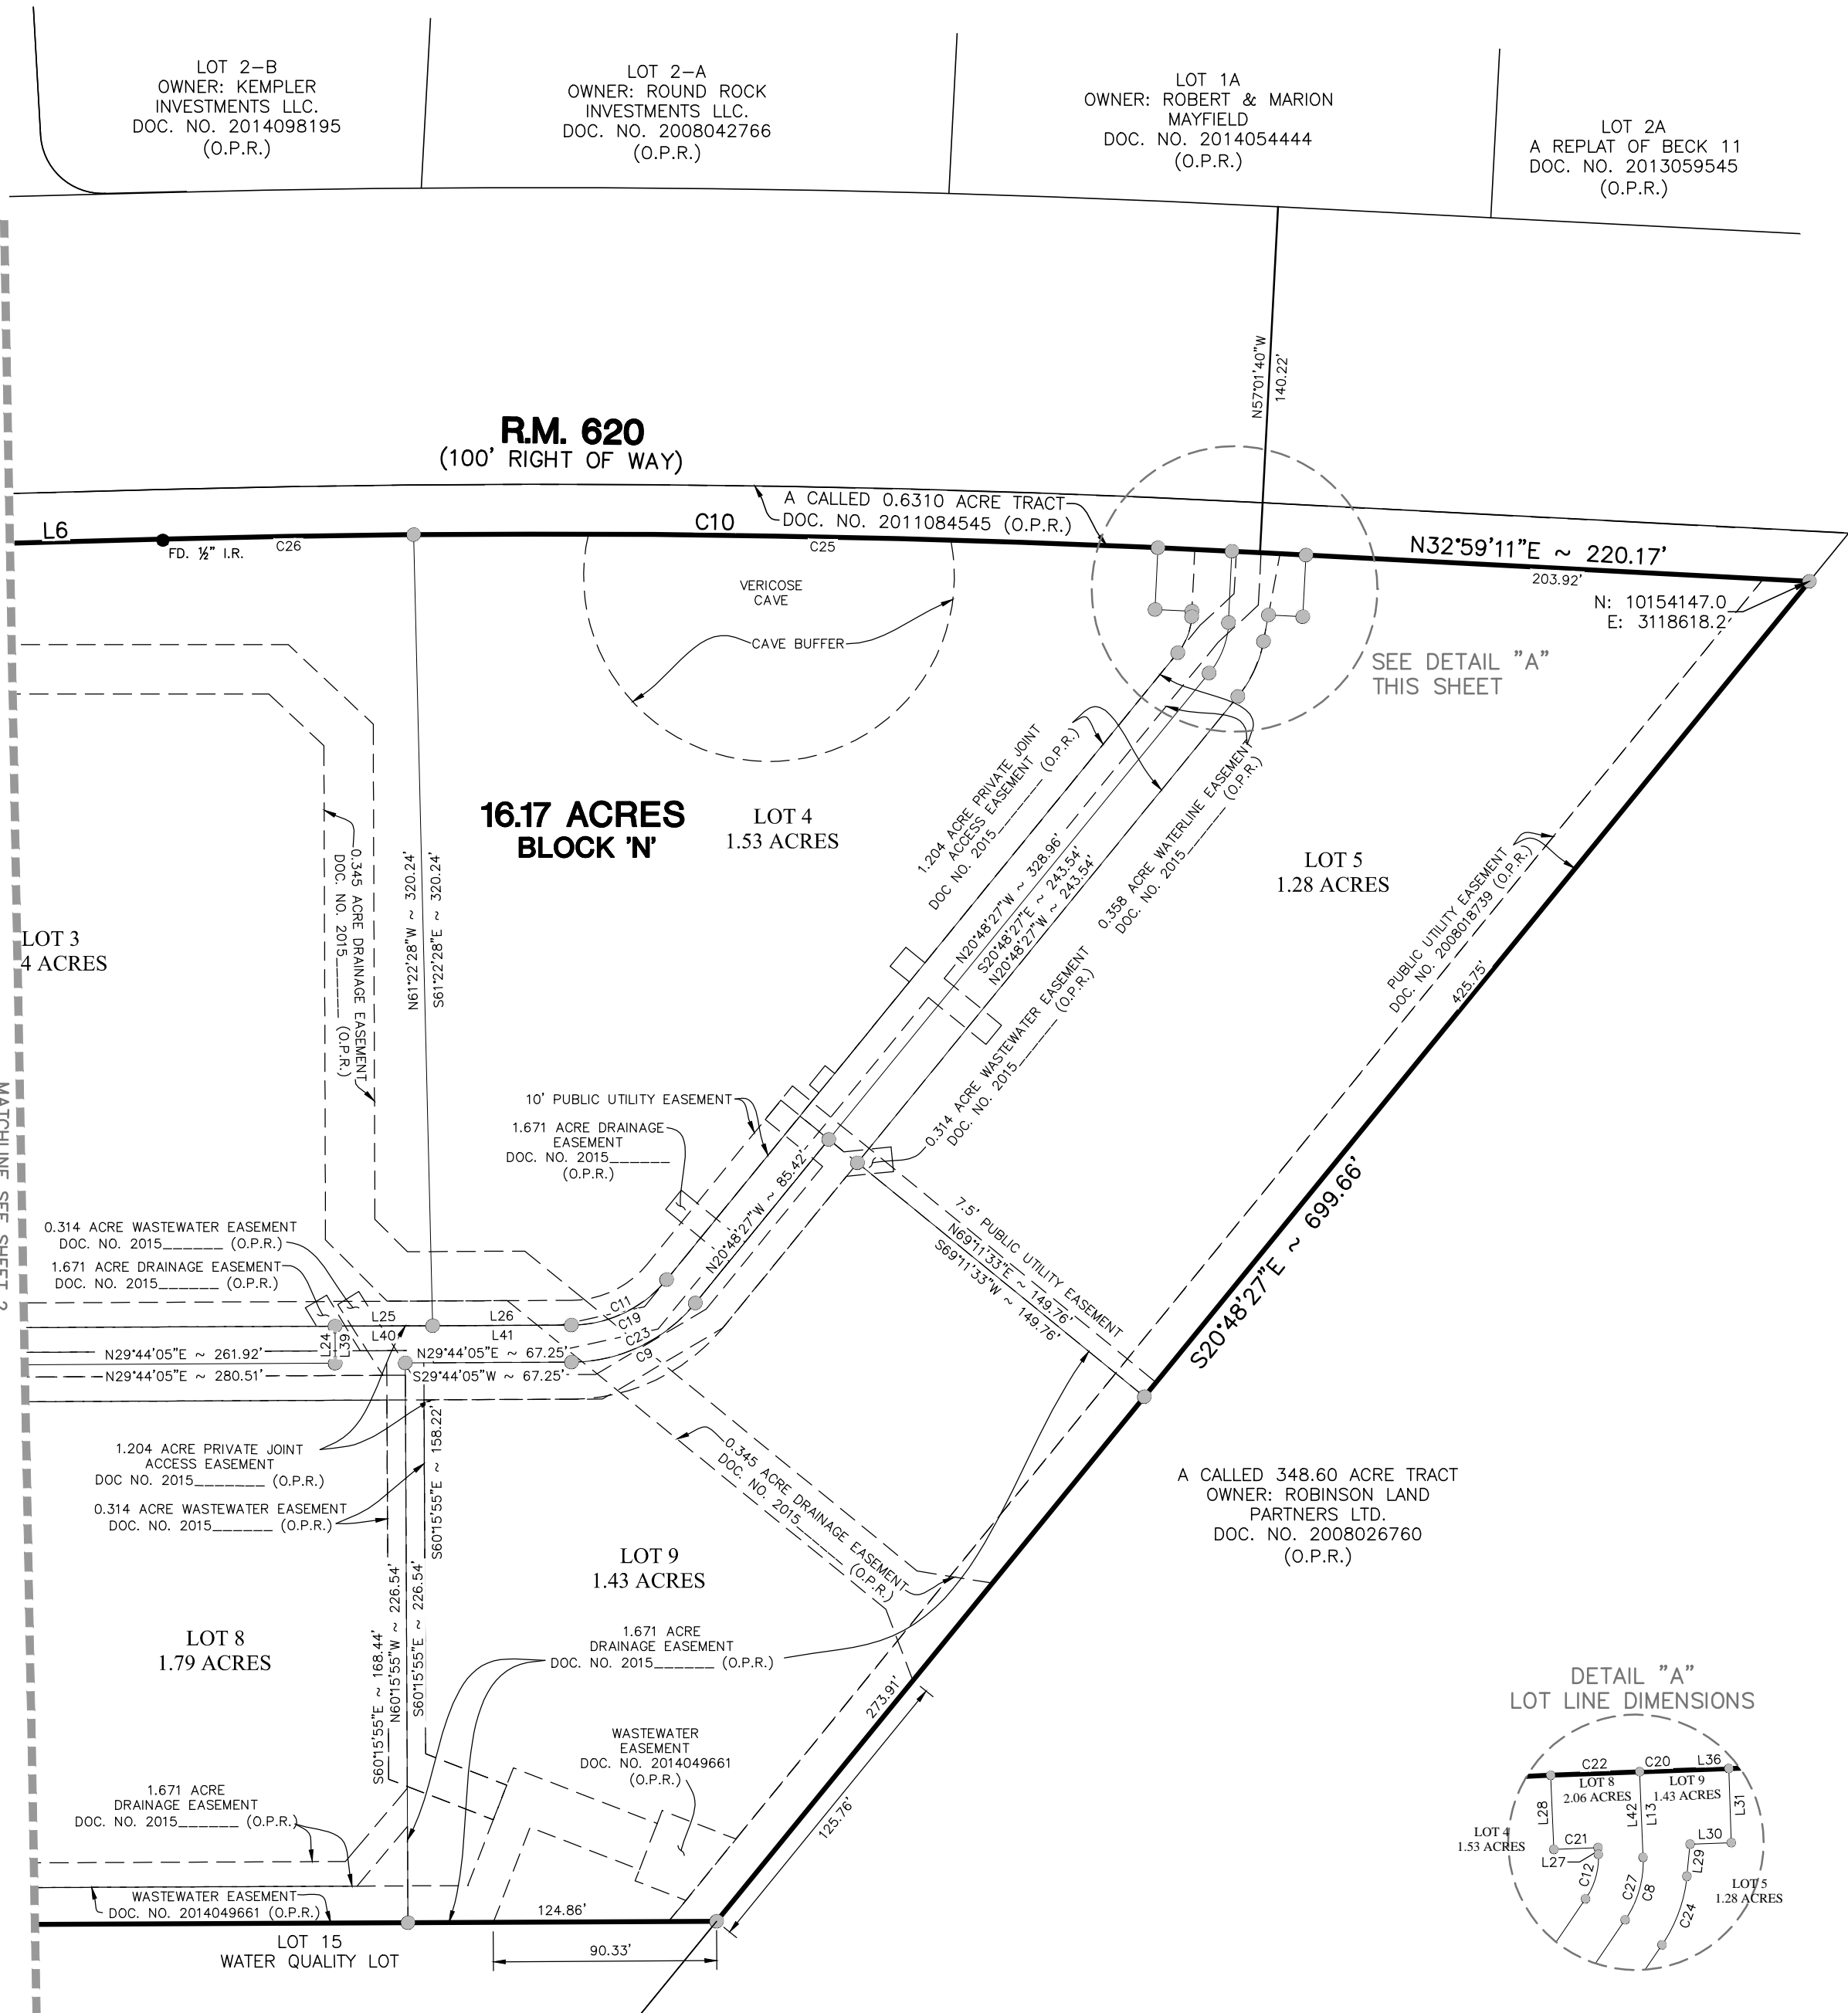 LOT 2-B
OWNER: KEMPLER
INVESTMENTS LLC.
DOC. NO. 2014098195
(O.P.R.)
LOT 2-A
OWNER: ROUND ROCK
INVESTMENTS LLC.
DOC. NO. 2008042766
(O.P.R.)
LOT 1A
OWNER: ROBERT & MARION
MAYFIELD
DOC. NO. 2014054444
(O.P.R.)
LOT 2A
A REPLAT OF BECK 11
DOC. NO. 2013059545
(O.P.R.)
N57°01'40"W
140.22'
R.M. 620
(100' RIGHT OF WAY)
A CALLED 0.6310 ACRE TRACT
DOC. NO. 2011084545 (O.P.R.)
L6
FD. ½" I.R.
C26
C10
C25
N32°59'11"E ~ 220.17'
203.92'
N: 10154147.0
E: 3118618.2
VERICOSE
CAVE
CAVE BUFFER
SEE DETAIL "A"
THIS SHEET
16.17 ACRES
BLOCK 'N'
LOT 4
1.53 ACRES
LOT 5
1.28 ACRES
LOT 3
4 ACRES
0.345 ACRE DRAINAGE EASEMENT
DOC. NO. 2015______ (O.P.R.)
N61°22'28"W ~ 320.24'
S61°22'28"E ~ 320.24'
1.204 ACRE PRIVATE JOINT
ACCESS EASEMENT
DOC NO. 2015_______ (O.P.R.)
N20°48'27"W ~ 328.96'
S20°48'27"E ~ 243.54'
N20°48'27"W ~ 243.54'
0.358 ACRE WATERLINE EASEMENT
DOC. NO. 2015______ (O.P.R.)
0.314 ACRE WASTEWATER EASEMENT
DOC. NO. 2015______ (O.P.R.)
PUBLIC UTILITY EASEMENT
DOC. NO. 2008018739 (O.P.R.)
425.75'
S20°48'27"E ~ 699.66'
MATCHLINE SEE SHEET 2
10' PUBLIC UTILITY EASEMENT
1.671 ACRE DRAINAGE
EASEMENT
DOC. NO. 2015______
(O.P.R.)
N20°48'27"W ~ 85.42'
7.5' PUBLIC UTILITY EASEMENT
N69°11'33"E ~ 149.76'
S69°11'33"W ~ 149.76'
0.314 ACRE WASTEWATER EASEMENT
DOC. NO. 2015______ (O.P.R.)
1.671 ACRE DRAINAGE EASEMENT
DOC. NO. 2015______ (O.P.R.)
L25
L26
C11
L24
L39
L40
L41
C19
C23
C9
N29°44'05"E ~ 261.92'
N29°44'05"E ~ 67.25'
N29°44'05"E ~ 280.51'
S29°44'05"W ~ 67.25'
1.204 ACRE PRIVATE JOINT
ACCESS EASEMENT
DOC NO. 2015_______ (O.P.R.)
0.314 ACRE WASTEWATER EASEMENT
DOC. NO. 2015______ (O.P.R.)
S60°15'55"E ~ 158.22'
0.345 ACRE DRAINAGE EASEMENT
DOC. NO. 2015______ (O.P.R.)
A CALLED 348.60 ACRE TRACT
OWNER: ROBINSON LAND
PARTNERS LTD.
DOC. NO. 2008026760
(O.P.R.)
LOT 9
1.43 ACRES
LOT 8
1.79 ACRES
S60°15'55"E ~ 168.44'
N60°15'55"W ~ 226.54'
S60°15'55"E ~ 226.54'
1.671 ACRE
DRAINAGE EASEMENT
DOC. NO. 2015______ (O.P.R.)
273.91'
125.76'
WASTEWATER
EASEMENT
DOC. NO. 2014049661
(O.P.R.)
1.671 ACRE
DRAINAGE EASEMENT
DOC. NO. 2015______ (O.P.R.)
WASTEWATER EASEMENT
DOC. NO. 2014049661 (O.P.R.)
124.86'
90.33'
LOT 15
WATER QUALITY LOT
DETAIL "A"
LOT LINE DIMENSIONS
C22
C20
L36
LOT 8
2.06 ACRES
LOT 9
1.43 ACRES
L28
L42
L13
L31
LOT 4
1.53 ACRES
C21
L30
L27
L29
C12
C27
C8
C24
LOT 5
1.28 ACRES